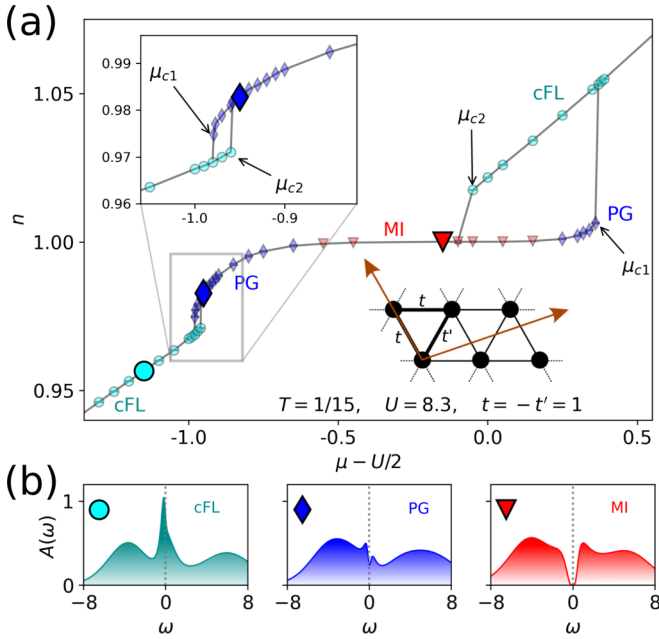 (a)
1.05
1.00
0.95
n
0.99
0.98
0.97
0.96
-1.0
-0.9
μc1
μc2
cFL
μc2
MI
PG
μc1
PG
cFL
t
t
t'
T = 1/15, U = 8.3, t = − t' = 1
-1.0
-0.5
0.0
0.5
μ − U/2
(b)
A(ω)
1
0
cFL
PG
MI
−8
0
8
−8
0
8
−8
0
8
ω
ω
ω